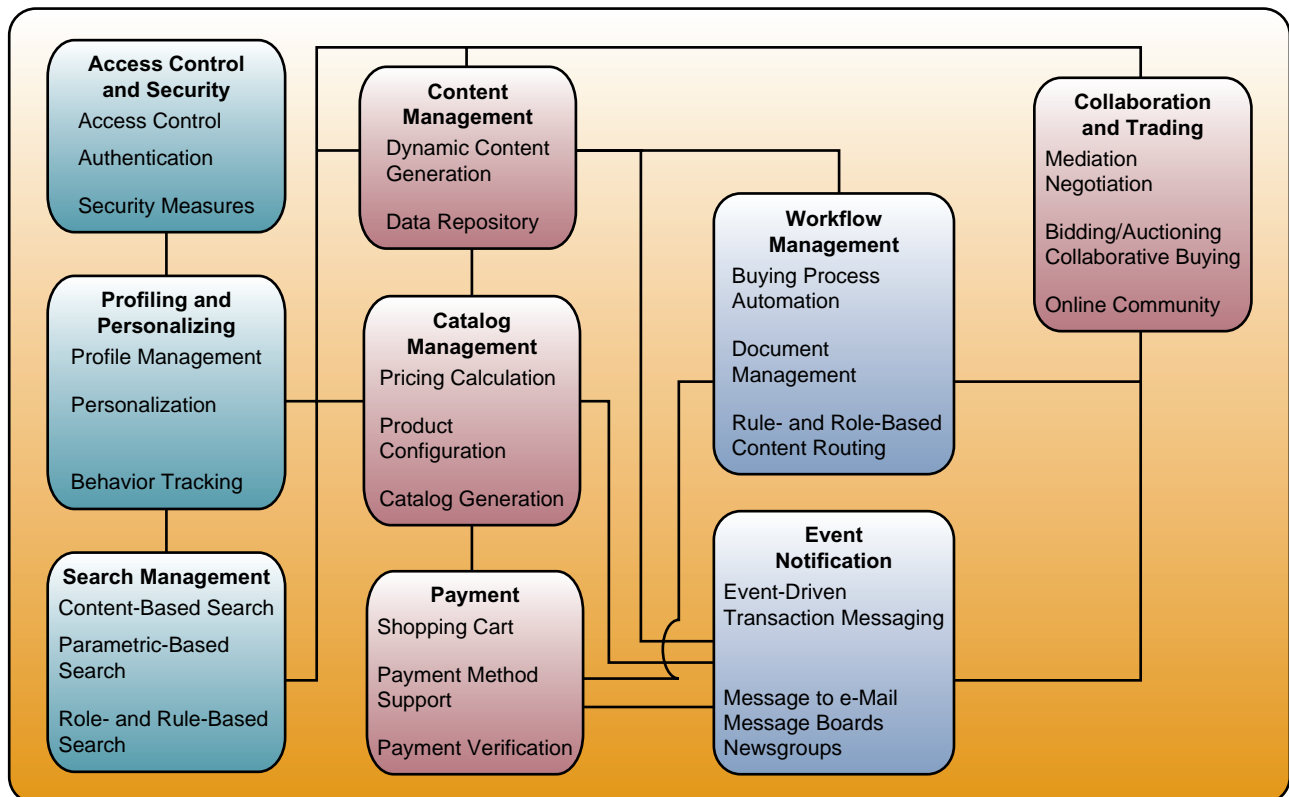 Access Control
and Security
Access Control
Authentication
Security Measures
Profiling and
Personalizing
Profile Management
Personalization
Behavior Tracking
Search Management
Content-Based Search
Parametric-Based
Search
Role- and Rule-Based
Search
Content
Management
Dynamic Content
Generation
Data Repository
Catalog
Management
Pricing Calculation
Product
Configuration
Catalog Generation
Payment
Shopping Cart
Payment Method
Support
Payment Verification
Workflow
Management
Buying Process
Automation
Document
Management
Rule- and Role-Based
Content Routing
Event
Notification
Event-Driven
Transaction Messaging
Message to e-Mail
Message Boards
Newsgroups
Collaboration
and Trading
Mediation
Negotiation
Bidding/Auctioning
Collaborative Buying
Online Community